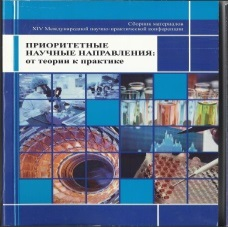 Сборник материалов
XIV Международной научно-практической конференции
ПРИОРИТЕТНЫЕ
НАУЧНЫЕ НАПРАВЛЕНИЯ:
от теории к практике